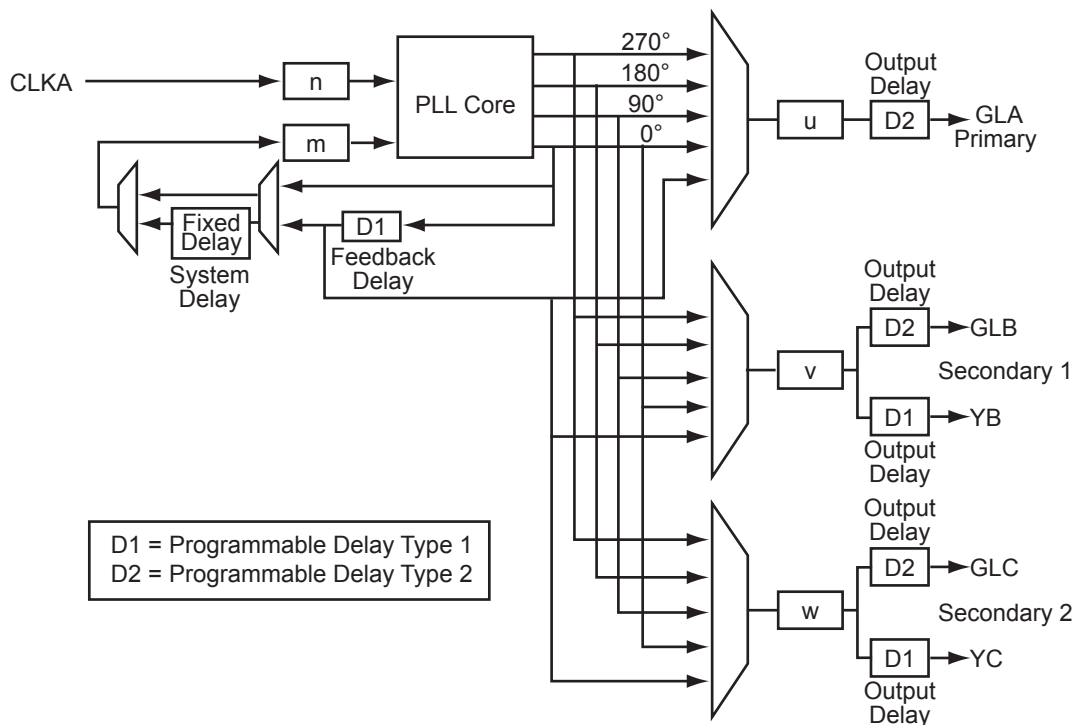 CLKA
n
m
PLL Core
270°
180°
90°
0°
u
Output
Delay
D2
GLA
Primary
Fixed
Delay
System
Delay
D1
Feedback
Delay
v
Output
Delay
D2
GLB
Secondary 1
D1
YB
Output
Delay
w
Output
Delay
D2
GLC
Secondary 2
D1
YC
Output
Delay
D1 = Programmable Delay Type 1
D2 = Programmable Delay Type 2